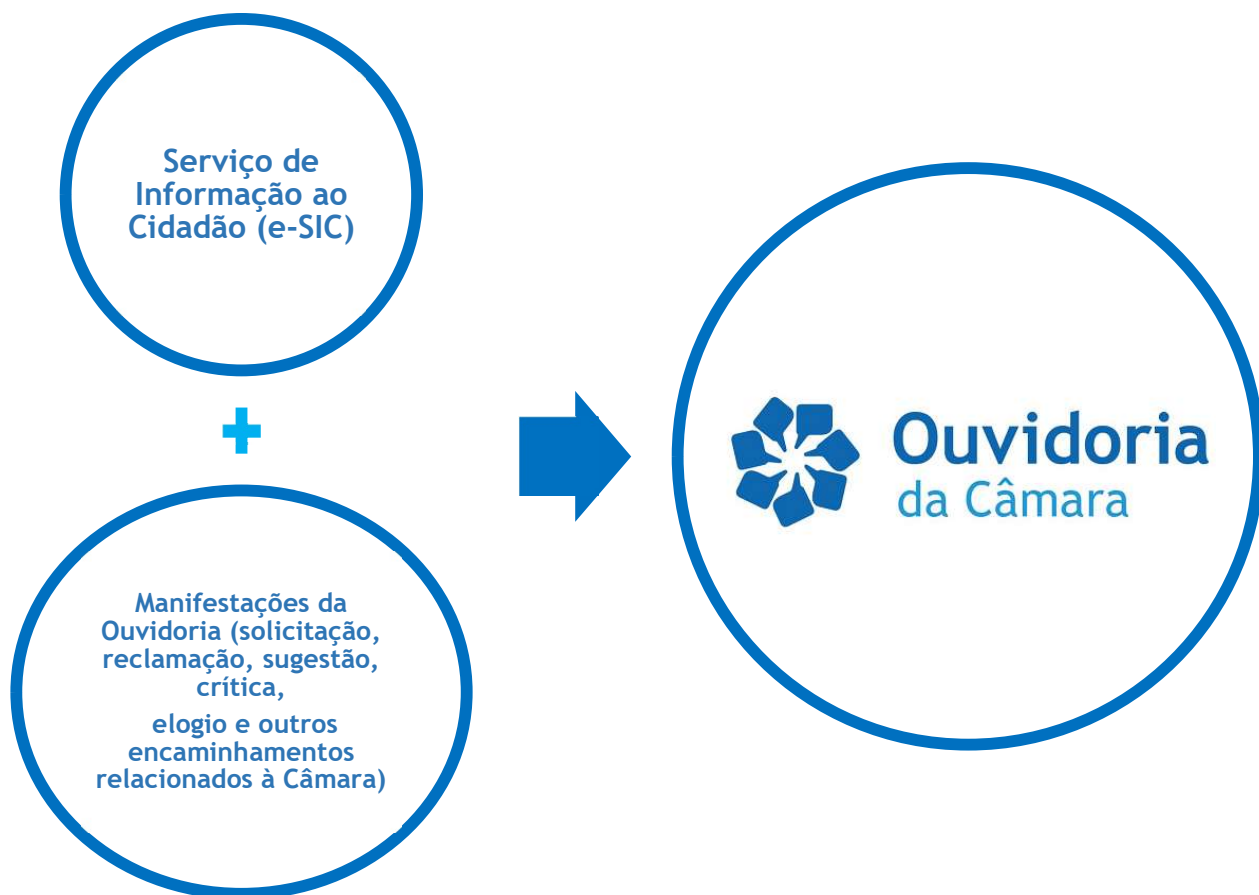 Serviço de
Informação ao
Cidadão (e-SIC)
Manifestações da
Ouvidoria (solicitação,
reclamação, sugestão,
crítica,
elogio e outros
encaminhamentos
relacionados à Câmara)
Ouvidoria
da Câmara